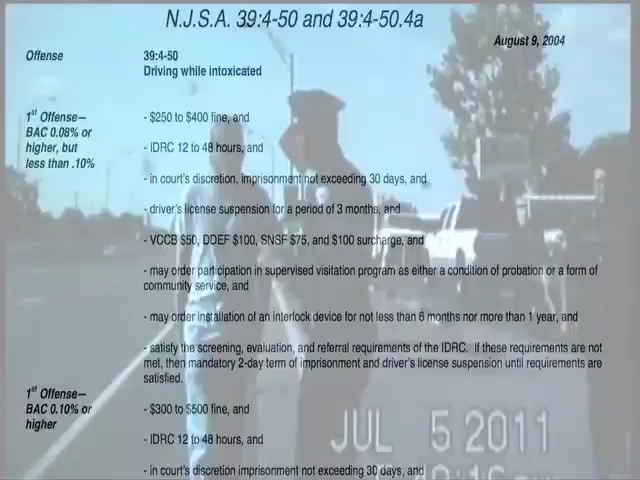 N.J.S.A. 39:4-50 and 39:4-50.4a
August 9, 2004
Offense
39:4-50
Driving while intoxicated
1st Offense—
BAC 0.08% or
higher, but
less than .10%
- $250 to $400 fine, and
- IDRC 12 to 48 hours, and
- in court's discretion, imprisonment not exceeding 30 days, and
- driver's license suspension for a period of 3 months, and
- VCCB $50, DDEF $100, SNSF $75, and $100 surcharge, and
- may order participation in supervised visitation program as either a condition of probation or a form of
community service, and
- may order installation of an interlock device for not less than 6 months nor more than 1 year, and
- satisfy the screening, evaluation, and referral requirements of the IDRC. If these requirements are not
met, then mandatory 2-day term of imprisonment and driver's license suspension until requirements are
satisfied.
1st Offense—
BAC 0.10% or
higher
- $300 to $500 fine, and
- IDRC 12 to 48 hours, and
- in court's discretion imprisonment not exceeding 30 days, and
JUL 5 2011